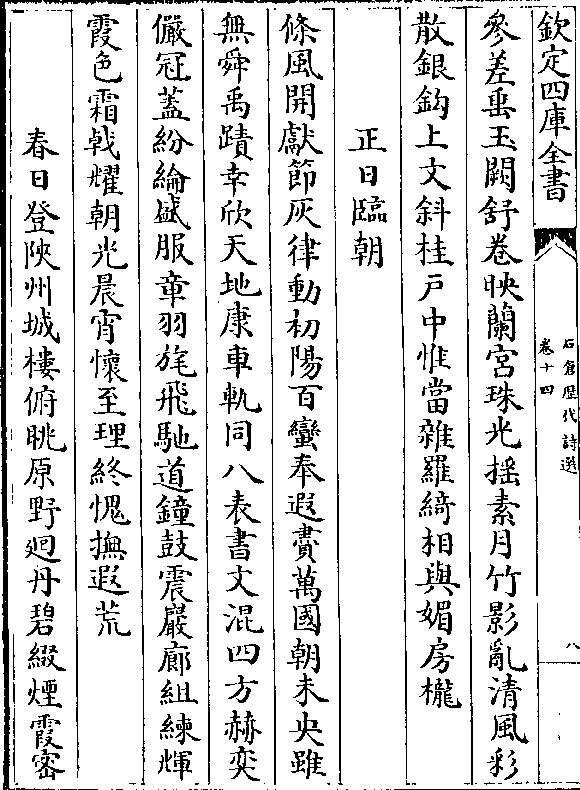 欽定四庫全書
石倉歴代詩選
卷十四
八
參差垂玉闕舒卷映蘭宮珠光揺素月竹影亂清風彩
散銀鈎上文斜桂戸中惟當雜羅綺相與媚房櫳
正日臨朝
條風開獻節灰律動初陽百蠻奉遐賮萬國朝未央雖
無舜禹蹟幸欣天地康車軌同八表書文混四方赫奕
儼冠蓋紛綸盛服章羽旄飛馳道鐘鼓震巖廊組練輝
霞色霜㦸耀朝光晨宵懷至理終愧撫遐荒
春日登陜州城樓俯眺原野廻丹碧綴煙霞密